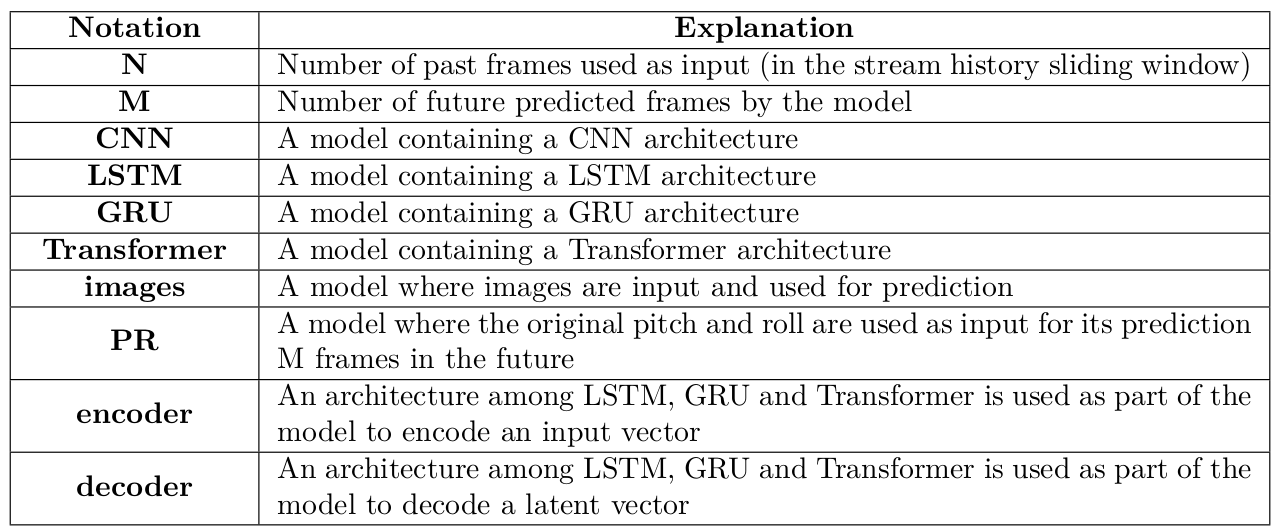 Notation Explanation
N Number of past frames used as input (in the stream history sliding window)
M Number of future predicted frames by the model
CNN A model containing a CNN architecture
LSTM A model containing a LSTM architecture
GRU A model containing a GRU architecture
Transformer A model containing a Transformer architecture
images A model where images are input and used for prediction
PR A model where the original pitch and roll are used as input for its prediction
M frames in the future
encoder An architecture among LSTM, GRU and Transformer is used as part of the
model to encode an input vector
decoder An architecture among LSTM, GRU and Transformer is used as part of the
model to decode a latent vector